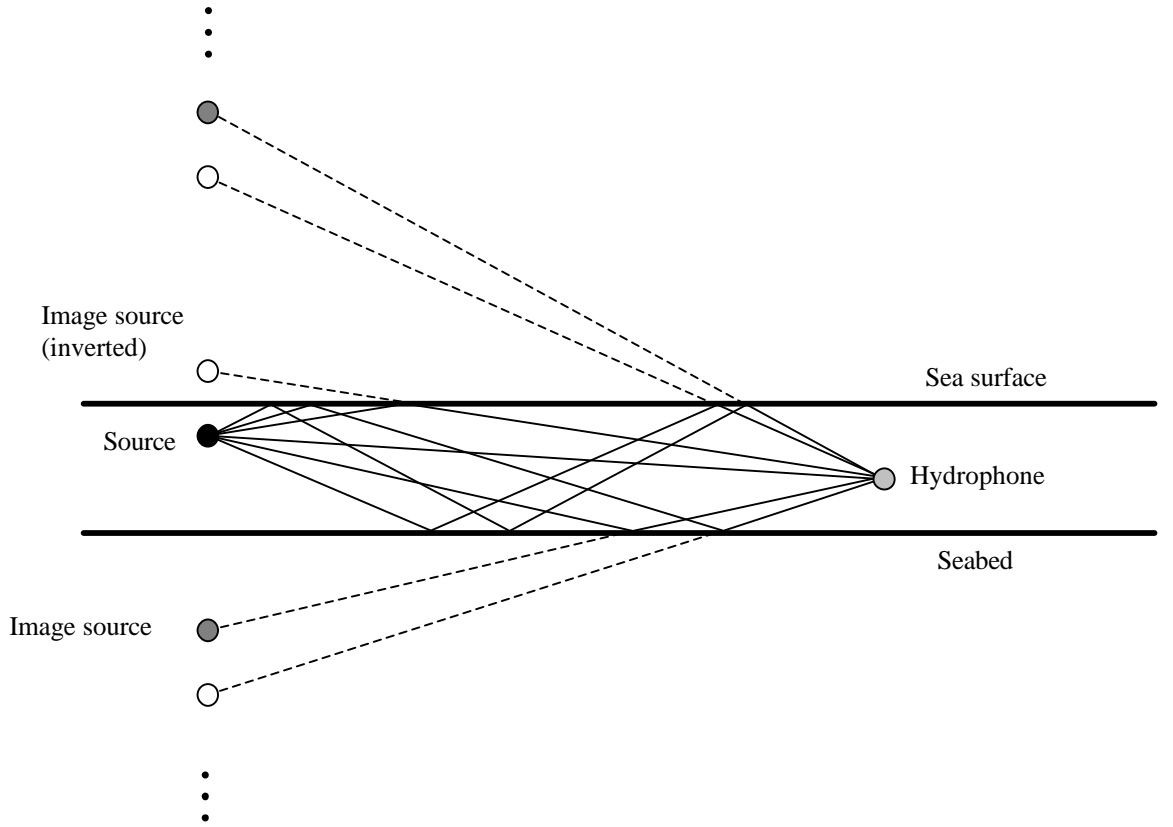 Image source
(inverted)
Sea surface
Source
Hydrophone
Seabed
Image source